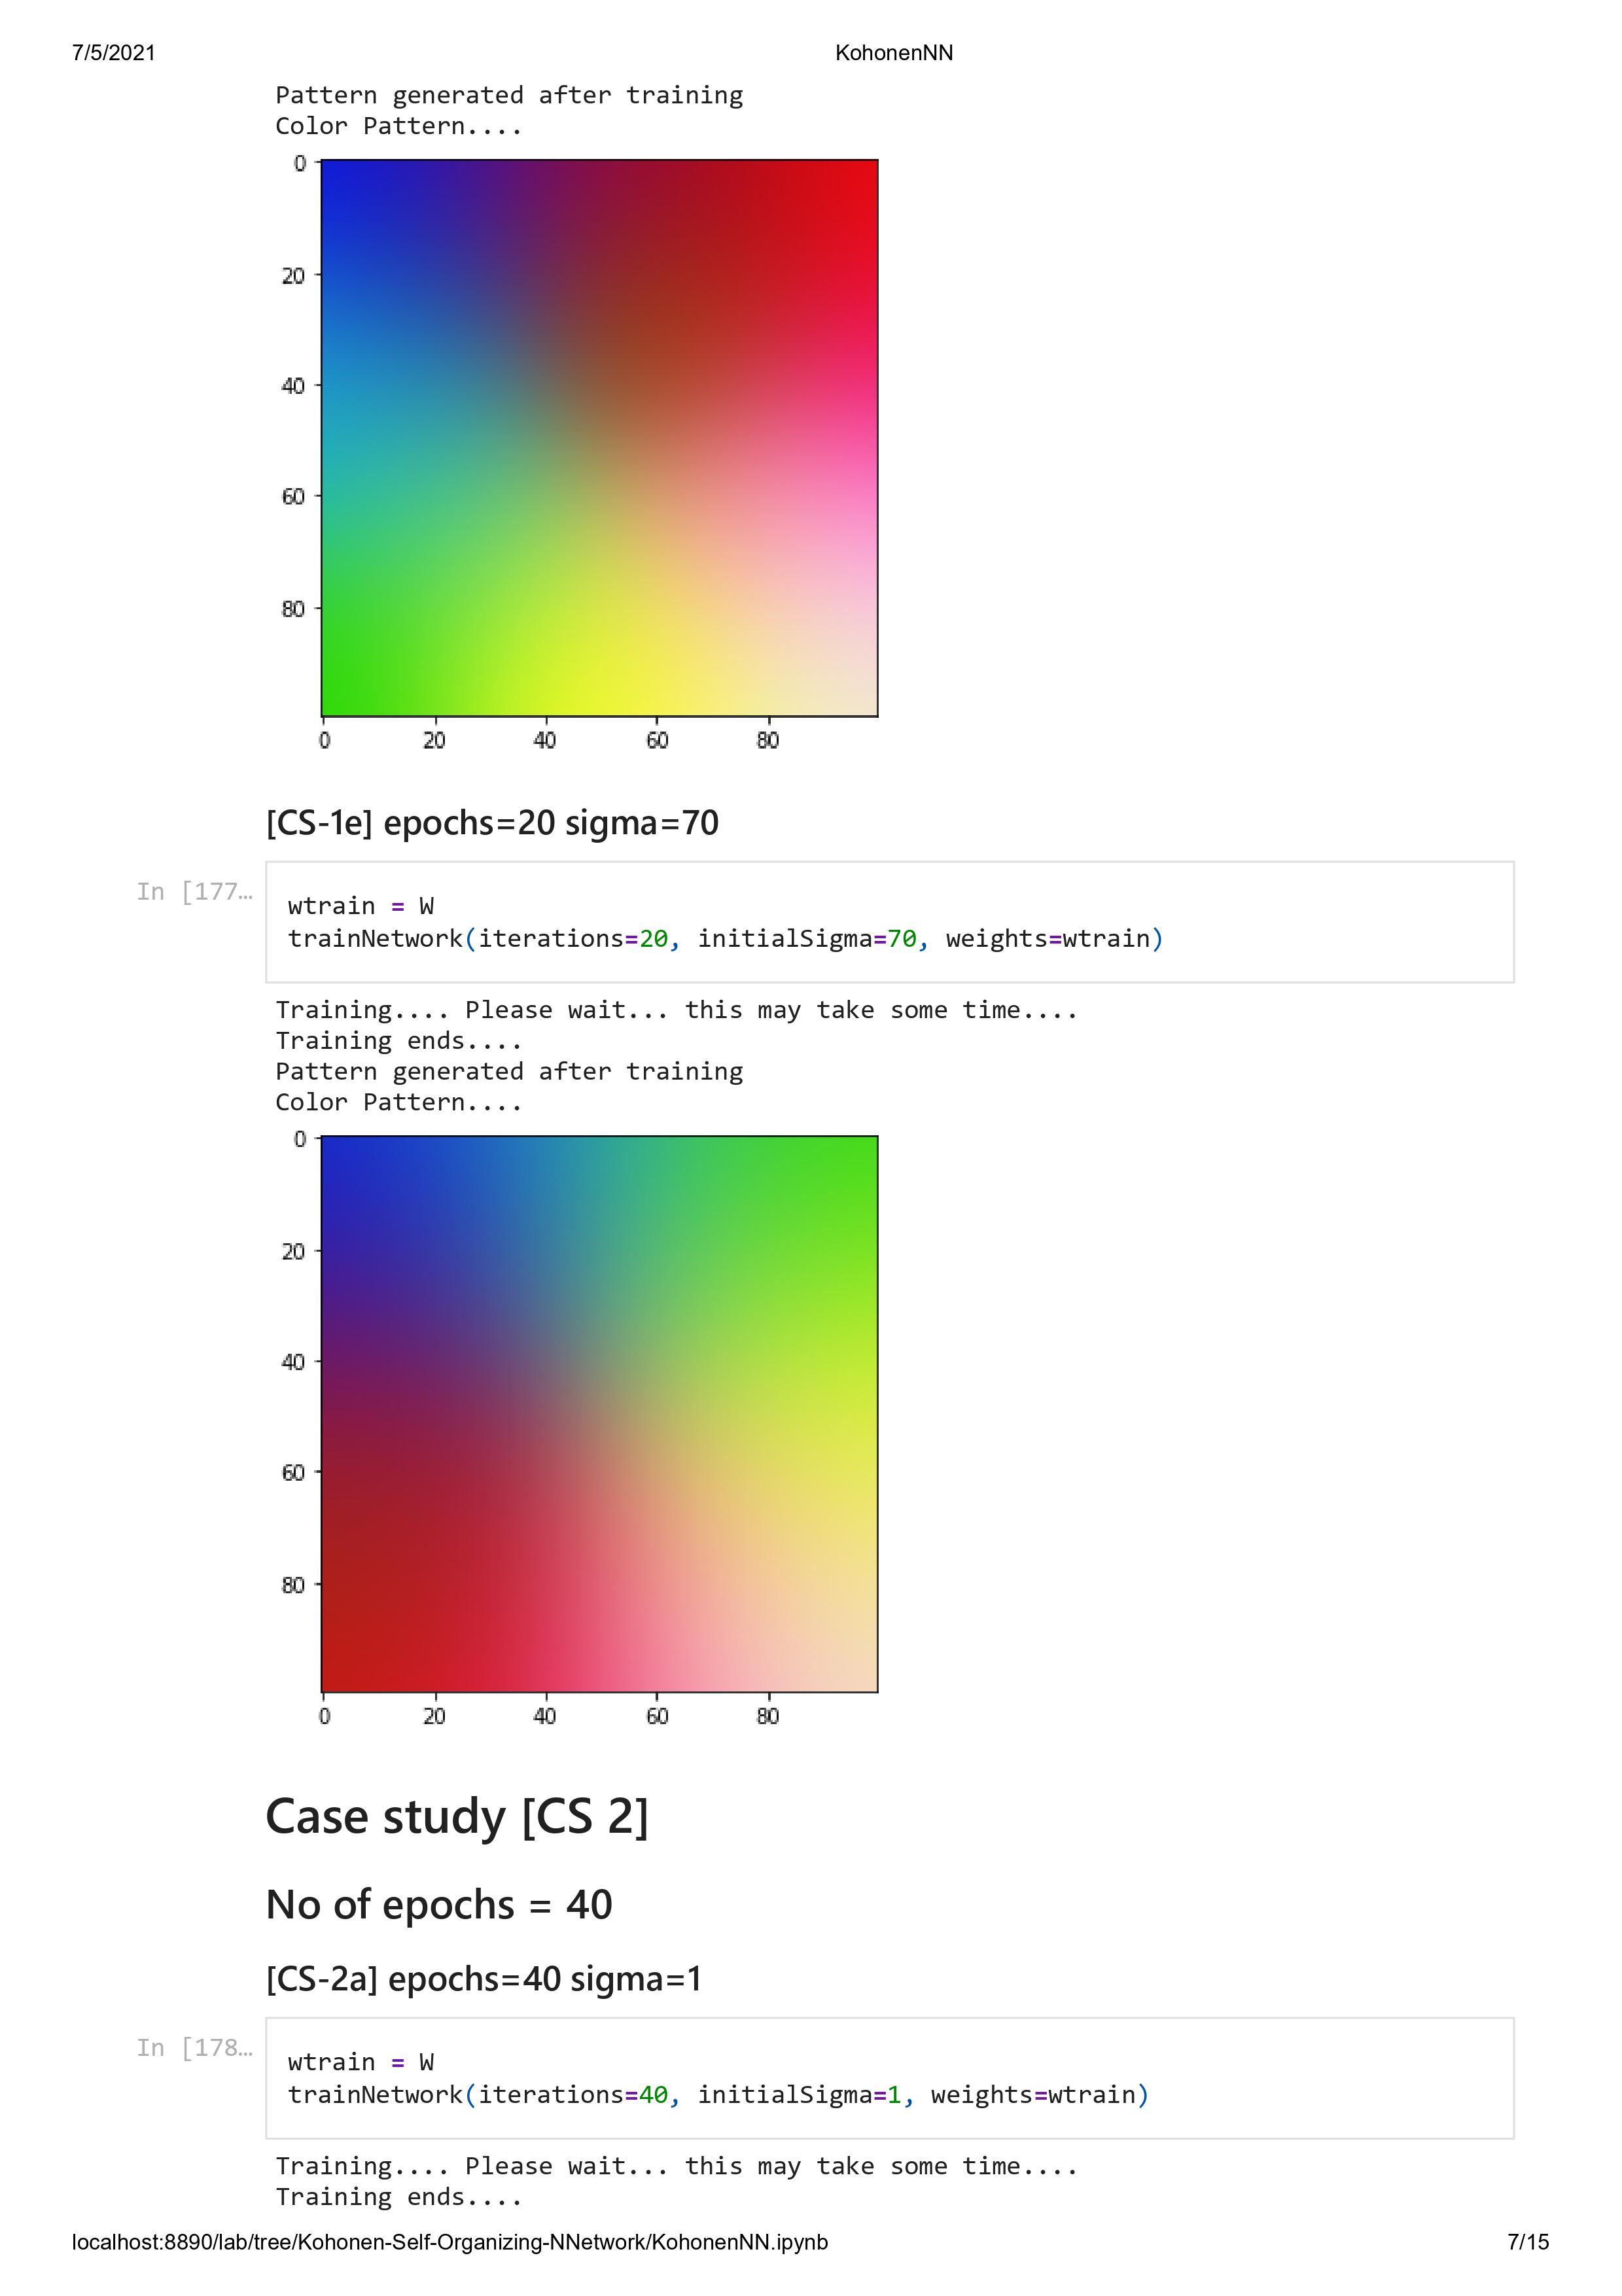 7/5/2021 KohonenNN
Pattern generated after training
Color Pattern....
0
20
40
60
80
0 20 40 60 80
[CS-1e] epochs=20 sigma=70
In [177…
wtrain = W
trainNetwork(iterations=20, initialSigma=70, weights=wtrain)
Training.... Please wait... this may take some time....
Training ends....
Pattern generated after training
Color Pattern....
0
20
40
60
80
0 20 40 60 80
Case study [CS 2]
No of epochs = 40
[CS-2a] epochs=40 sigma=1
In [178…
wtrain = W
trainNetwork(iterations=40, initialSigma=1, weights=wtrain)
Training.... Please wait... this may take some time....
Training ends....
localhost:8890/lab/tree/Kohonen-Self-Organizing-NNetwork/KohonenNN.ipynb 7/15